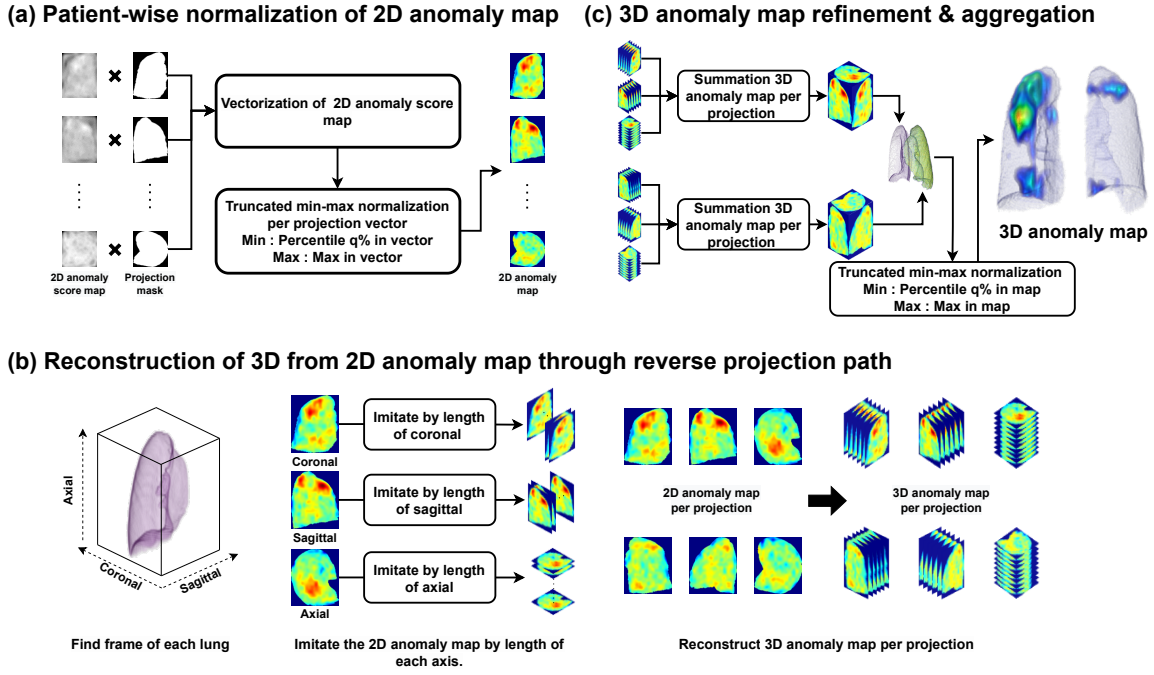 (a) Patient-wise normalization of 2D anomaly map
Vectorization of 2D anomaly score
map
Truncated min-max normalization
per projection vector
Min : Percentile q% in vector
Max : Max in vector
2D anomaly
score map
Projection
mask
2D anomaly
map
(c) 3D anomaly map refinement & aggregation
Summation 3D
anomaly map per
projection
Summation 3D
anomaly map per
projection
3D anomaly map
Truncated min-max normalization
Min : Percentile q% in map
Max : Max in map
(b) Reconstruction of 3D from 2D anomaly map through reverse projection path
Axial
Coronal
Sagittal
Find frame of each lung
Coronal
Imitate by length
of coronal
Sagittal
Imitate by length
of sagittal
Axial
Imitate by length
of axial
Imitate the 2D anomaly map by length of
each axis.
2D anomaly map
per projection
3D anomaly map
per projection
Reconstruct 3D anomaly map per projection